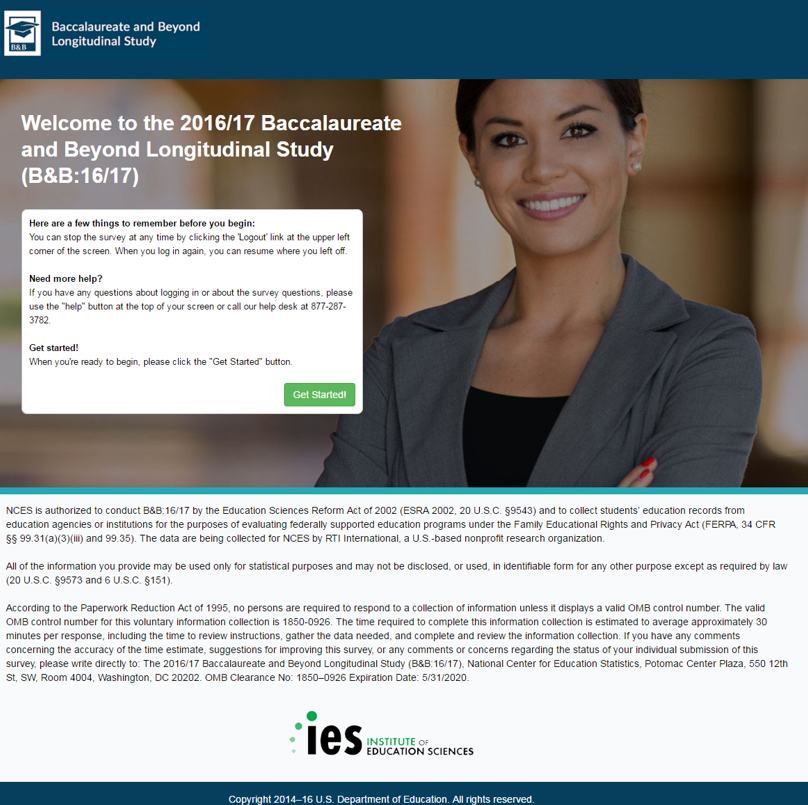 B&B
Baccalaureate and Beyond
Longitudinal Study
Welcome to the 2016/17 Baccalaureate
and Beyond Longitudinal Study
(B&B:16/17)
Here are a few things to remember before you begin:
You can stop the survey at any time by clicking the 'Logout' link at the upper left
corner of the screen. When you log in again, you can resume where you left off.
Need more help?
If you have any questions about logging in or about the survey questions, please
use the "help" button at the top of your screen or call our help desk at 877-287-
3782.
Get started!
When you're ready to begin, please click the "Get Started" button.
Get Started!
NCES is authorized to conduct B&B:16/17 by the Education Sciences Reform Act of 2002 (ESRA 2002, 20 U.S.C. §9543) and to collect students' education records from
education agencies or institutions for the purposes of evaluating federally supported education programs under the Family Educational Rights and Privacy Act (FERPA, 34 CFR
§§ 99.31(a)(3)(iii) and 99.35). The data are being collected for NCES by RTI International, a U.S.-based nonprofit research organization.
All of the information you provide may be used only for statistical purposes and may not be disclosed, or used, in identifiable form for any other purpose except as required by law
(20 U.S.C. §9573 and 6 U.S.C. §151).
According to the Paperwork Reduction Act of 1995, no persons are required to respond to a collection of information unless it displays a valid OMB control number. The valid
OMB control number for this voluntary information collection is 1850-0926. The time required to complete this information collection is estimated to average approximately 30
minutes per response, including the time to review instructions, gather the data needed, and complete and review the information collection. If you have any comments
concerning the accuracy of the time estimate, suggestions for improving this survey, or any comments or concerns regarding the status of your individual submission of this
survey, please write directly to: The 2016/17 Baccalaureate and Beyond Longitudinal Study (B&B:16/17), National Center for Education Statistics, Potomac Center Plaza, 550 12th
St, SW, Room 4004, Washington, DC 20202. OMB Clearance No: 1850–0926 Expiration Date: 5/31/2020.
ies INSTITUTE OF
EDUCATION SCIENCES
Copyright 2014–16 U.S. Department of Education. All rights reserved.